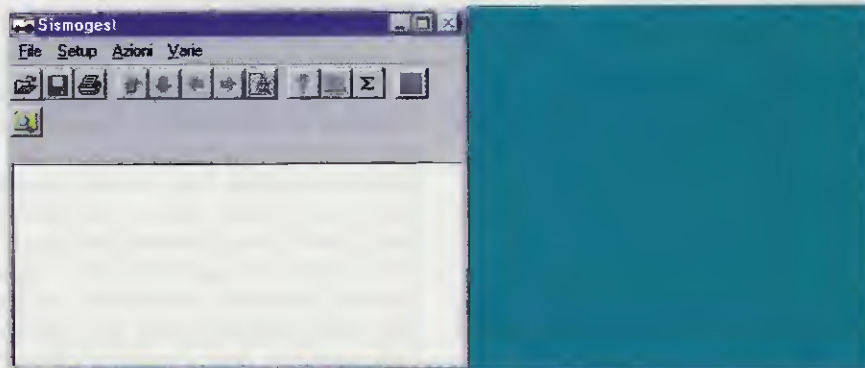 Sismogest
File Setup Azioni Varie
? Σ